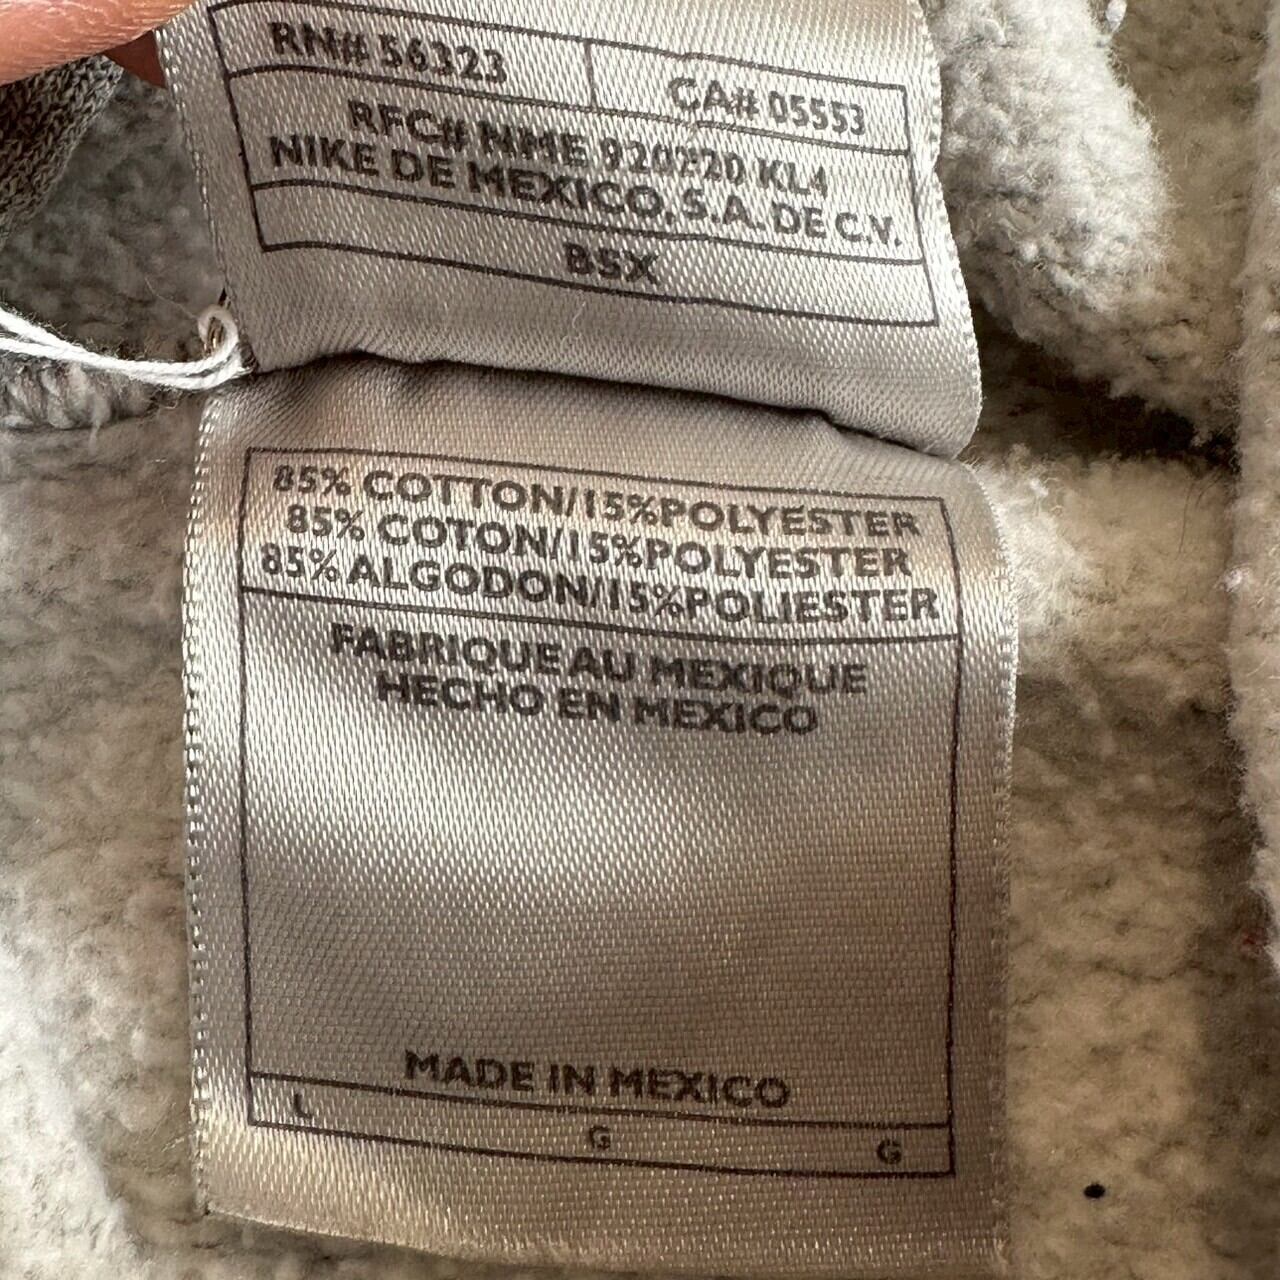 RN# 56323
CA# 05553
RFC# NME 920220 KL4
NIKE DE MEXICO, S.A. DE C.V.
BSX
85% COTTON/15%POLYESTER
85% COTON/15%POLYESTER
85% ALGODON/15%POLIESTER
FABRIQUE AU MEXIQUE
HECHO EN MEXICO
MADE IN MEXICO
L G G